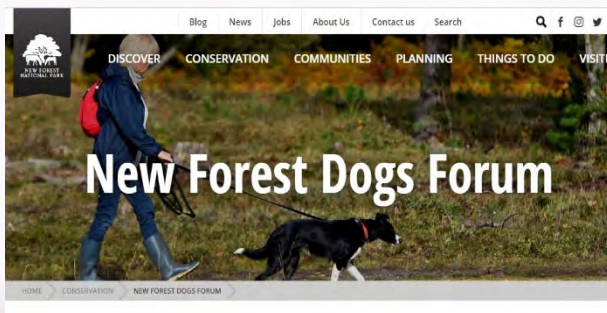 Blog News Jobs About Us Contact us Search
NEW FOREST
NATIONAL PARK
DISCOVER CONSERVATION COMMUNITIES PLANNING THINGS TO DO VISIT
New Forest Dogs Forum
HOME CONSERVATION NEW FOREST DOGS FORUM